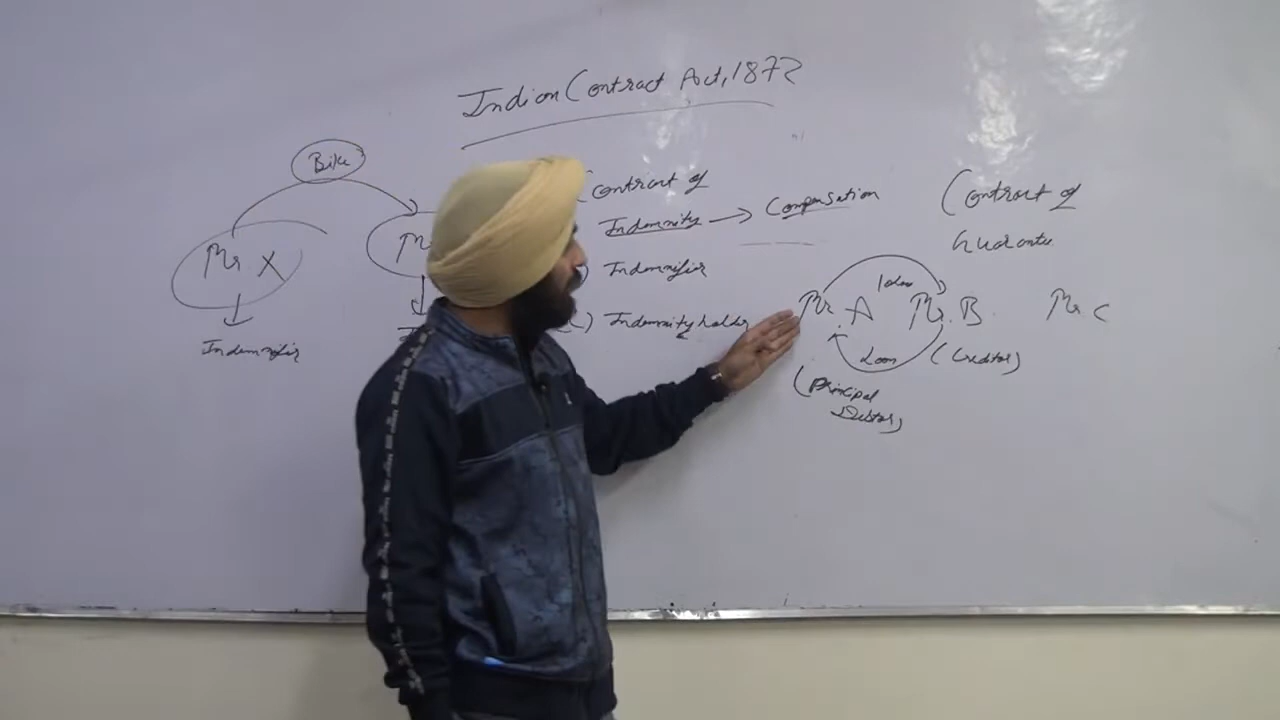 Indian Contract Act, 1872
Bike
Mr X
Indemnifier
Contract of
Indemnity → Compensation
) Indemnifier
) Indemnity holder
Contract of
Guarantee
Mr. A
Mr. B
Mr. C
Loan
(Creditor)
(Principal
Debtor)